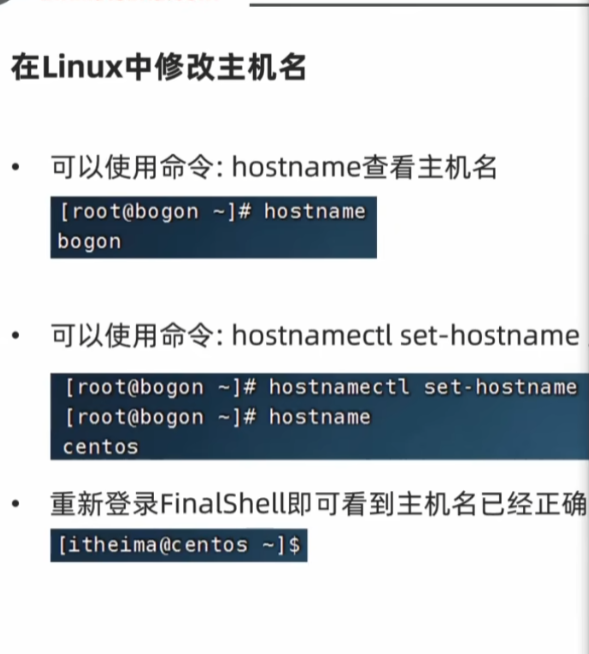 在Linux中修改主机名
• 可以使用命令: hostname查看主机名
[root@bogon ~]# hostname
bogon
• 可以使用命令: hostnamectl set-hostname
[root@bogon ~]# hostnamectl set-hostname
[root@bogon ~]# hostname
centos
• 重新登录FinalShell即可看到主机名已经正确
[itheima@centos ~]$